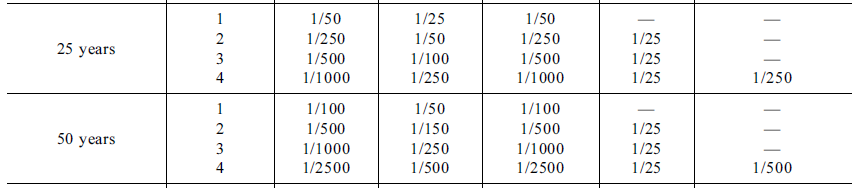 1 1/50 1/25 1/50 — —
2 1/250 1/50 1/250 1/25 —
25 years
3 1/500 1/100 1/500 1/25 —
4 1/1000 1/250 1/1000 1/25 1/250
1 1/100 1/50 1/100 — —
2 1/500 1/150 1/500 1/25 —
50 years
3 1/1000 1/250 1/1000 1/25 —
4 1/2500 1/500 1/2500 1/25 1/500